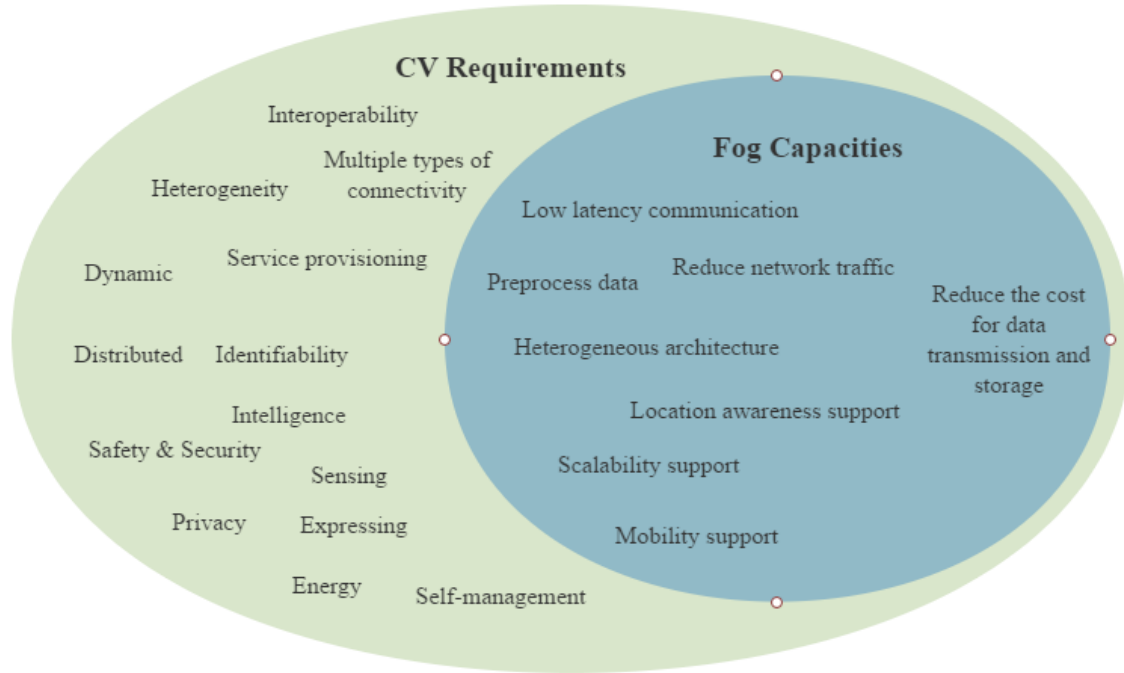 CV Requirements
Interoperability
Multiple types of
connectivity
Heterogeneity
Service provisioning
Dynamic
Distributed
Identifiability
Intelligence
Safety & Security
Sensing
Privacy
Expressing
Energy
Self-management
Fog Capacities
Low latency communication
Reduce network traffic
Preprocess data
Reduce the cost
for data
transmission and
storage
Heterogeneous architecture
Location awareness support
Scalability support
Mobility support